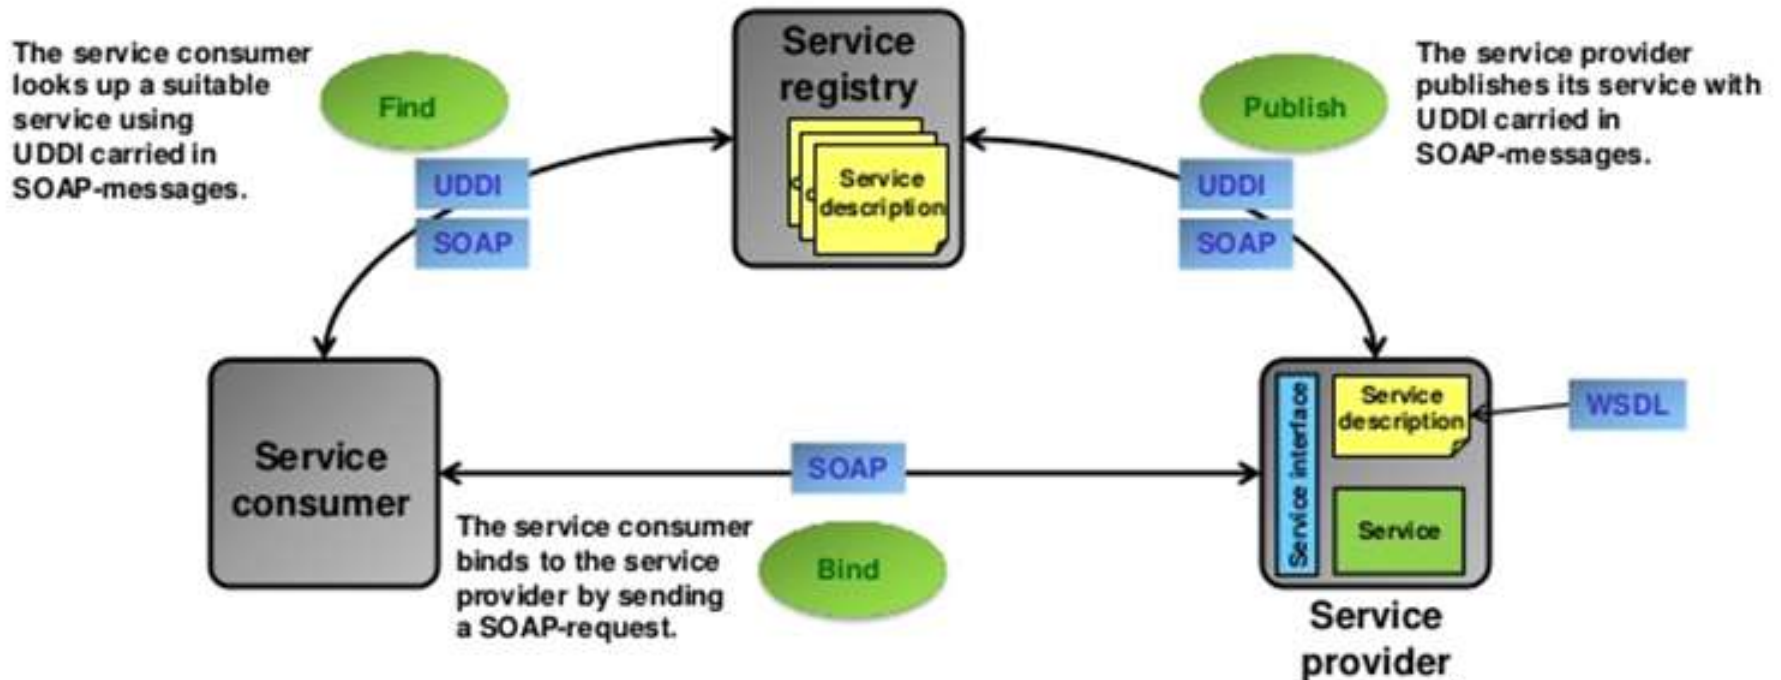 The service consumer
looks up a suitable
service using
UDDI carried in
SOAP-messages.
Find
UDDI
SOAP
Service
registry
Service
description
Publish
UDDI
SOAP
The service provider
publishes its service with
UDDI carried in
SOAP-messages.
Service
consumer
SOAP
The service consumer
binds to the service
provider by sending
a SOAP-request.
Bind
Service interface
Service
description
Service
WSDL
Service
provider